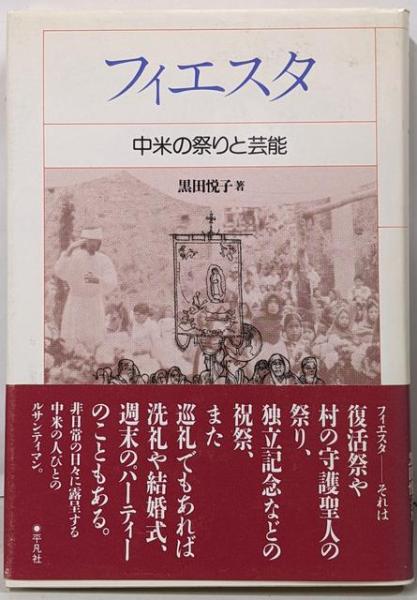 フィエスタ
中米の祭りと芸能
黒田悦子・著
フィエスタ――それは
復活祭や
村の守護聖人の
祭り、
独立記念などの
祝祭、
また
巡礼でもあれば
洗礼や結婚式、
週末のパーティー
のこともある。
非日常の日々に露呈する
中米の人びとの
ルサンティマン。
●平凡社